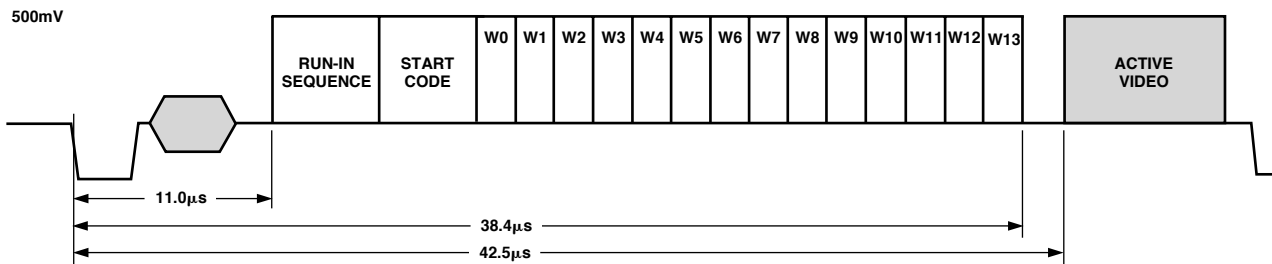 500mV
RUN-IN
SEQUENCE
START
CODE
W0 W1 W2 W3 W4 W5 W6 W7 W8 W9 W10 W11 W12 W13
ACTIVE
VIDEO
11.0μs
38.4μs
42.5μs